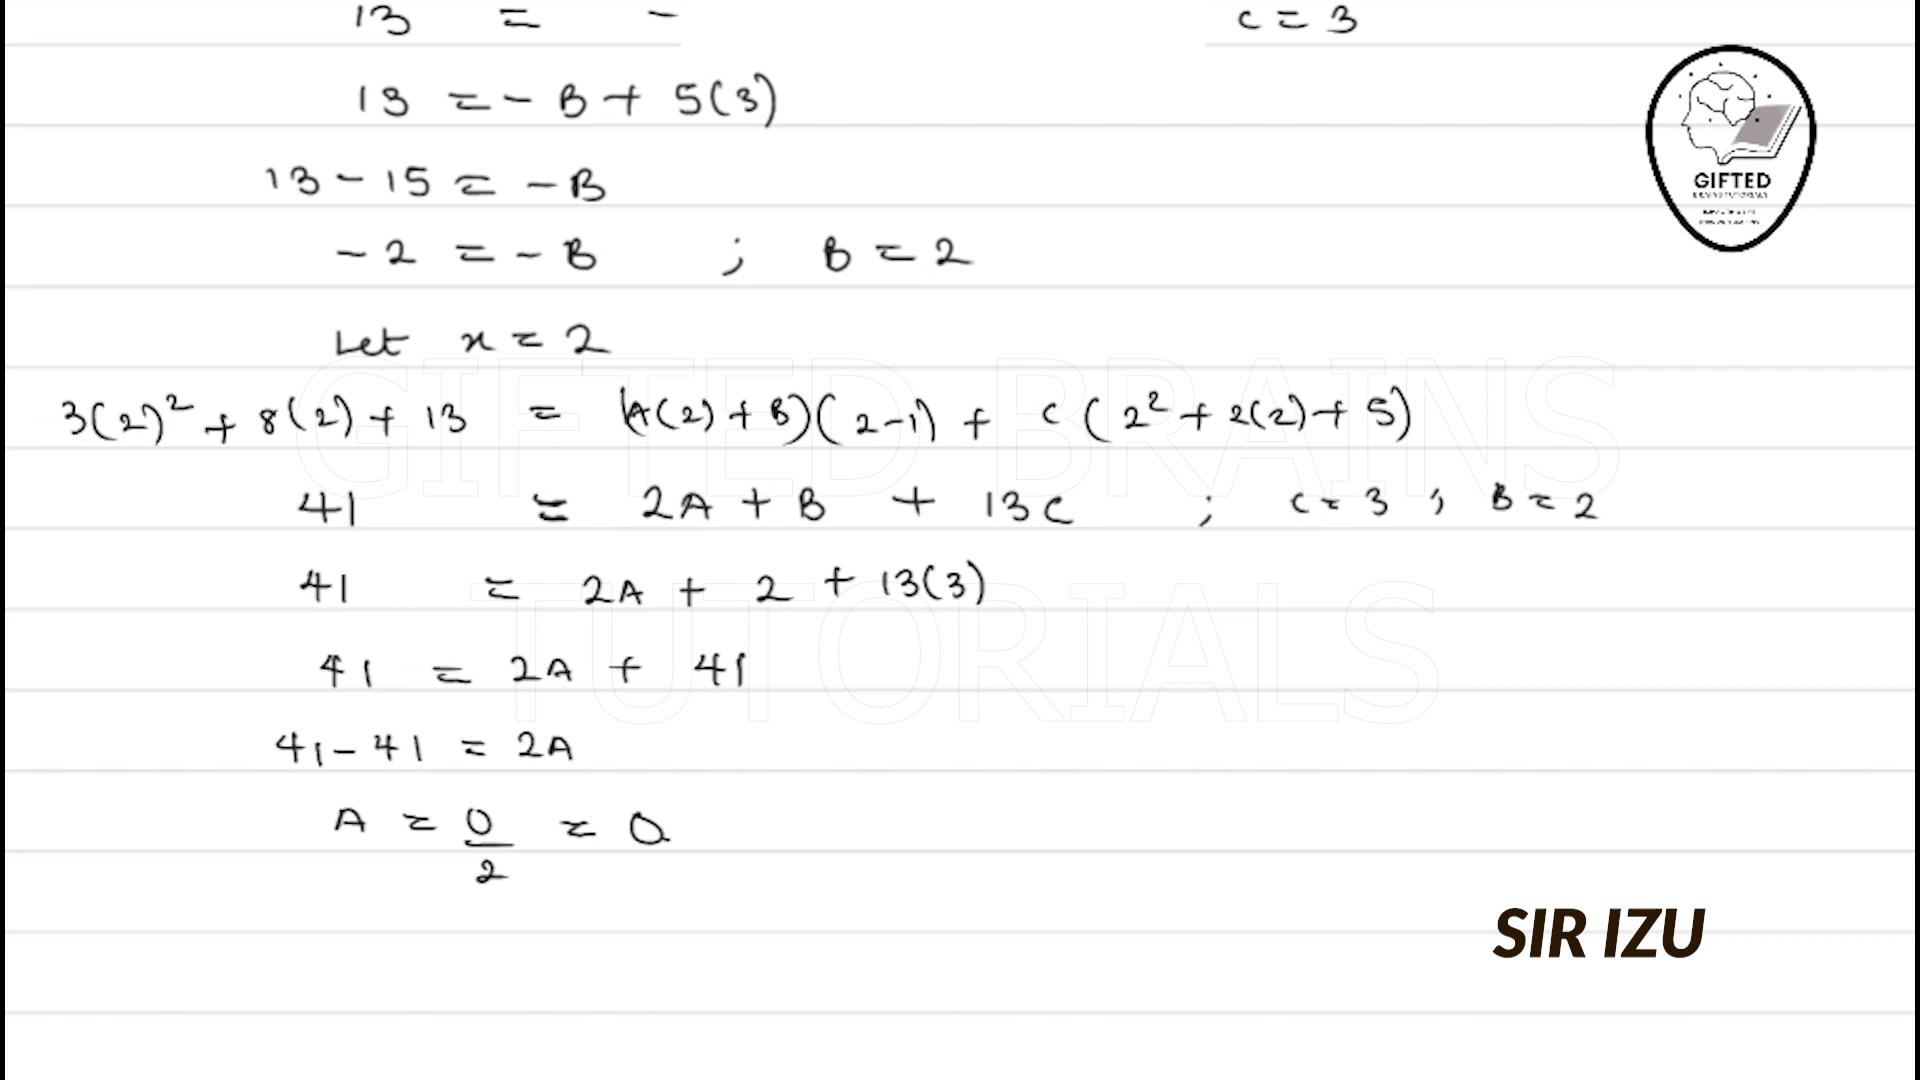 13 = -
c = 3
13 = - B + 5(3)
13 - 15 = - B
- 2 = - B ; B = 2
Let x = 2
3(2)² + 8(2) + 13 = (A(2) + B)(2-1) + c(2² + 2(2) + 5)
41 = 2A + B + 13c ; c = 3 ; B = 2
41 = 2A + 2 + 13(3)
41 = 2A + 41
41 - 41 = 2A
A = 0/2 = 0
GIFTED
GIFTED BRAINS
TUTORIALS
SIR IZU